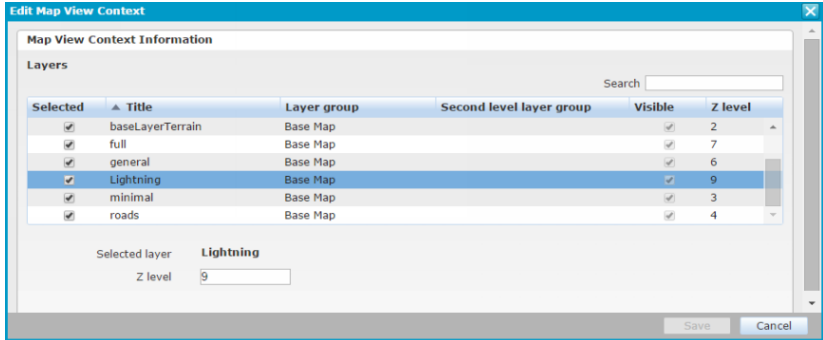 Edit Map View Context
Map View Context Information
Layers
Search
Selected Title Layer group Second level layer group Visible Z level
baseLayerTerrain Base Map 2
full Base Map 7
general Base Map 6
Lightning Base Map 9
minimal Base Map 3
roads Base Map 4
Selected layer Lightning
Z level 9
Save Cancel